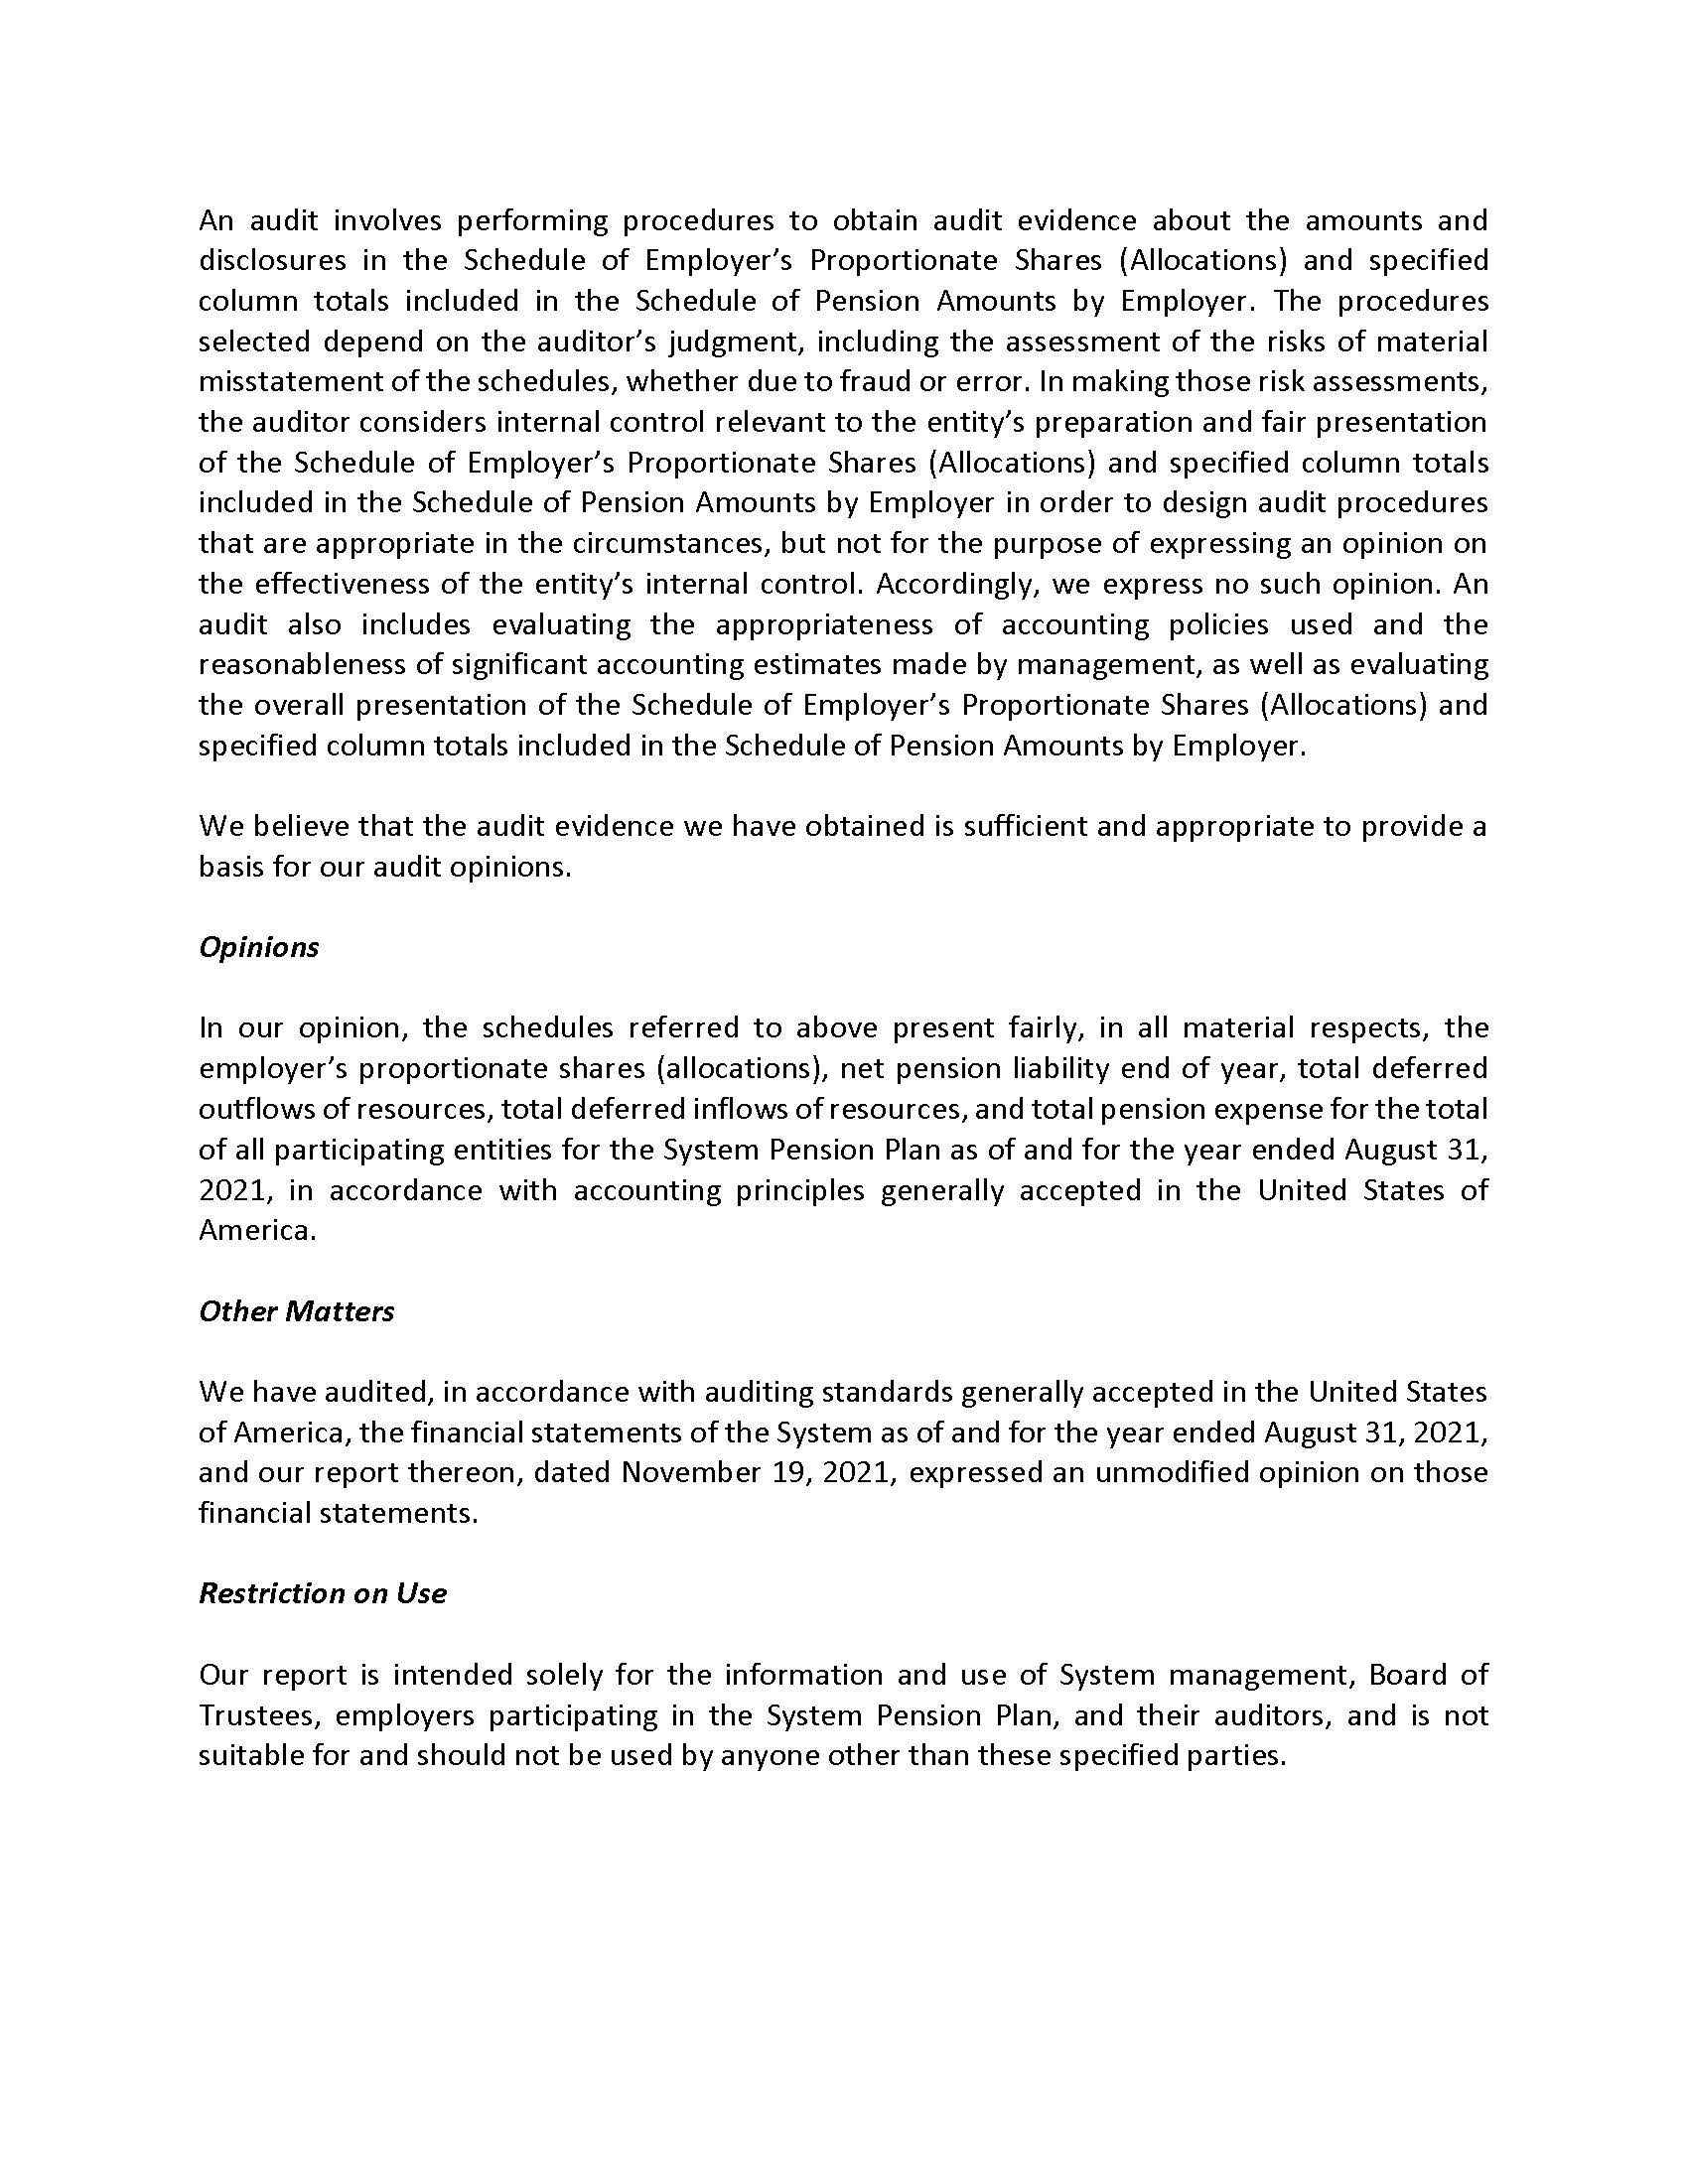 An audit involves performing procedures to obtain audit evidence about the amounts and
disclosures in the Schedule of Employer’s Proportionate Shares (Allocations) and specified
column totals included in the Schedule of Pension Amounts by Employer. The procedures
selected depend on the auditor’s judgment, including the assessment of the risks of material
misstatement of the schedules, whether due to fraud or error. In making those risk assessments,
the auditor considers internal control relevant to the entity’s preparation and fair presentation
of the Schedule of Employer’s Proportionate Shares (Allocations) and specified column totals
included in the Schedule of Pension Amounts by Employer in order to design audit procedures
that are appropriate in the circumstances, but not for the purpose of expressing an opinion on
the effectiveness of the entity’s internal control. Accordingly, we express no such opinion. An
audit also includes evaluating the appropriateness of accounting policies used and the
reasonableness of significant accounting estimates made by management, as well as evaluating
the overall presentation of the Schedule of Employer’s Proportionate Shares (Allocations) and
specified column totals included in the Schedule of Pension Amounts by Employer.
We believe that the audit evidence we have obtained is sufficient and appropriate to provide a
basis for our audit opinions.
Opinions
In our opinion, the schedules referred to above present fairly, in all material respects, the
employer’s proportionate shares (allocations), net pension liability end of year, total deferred
outflows of resources, total deferred inflows of resources, and total pension expense for the total
of all participating entities for the System Pension Plan as of and for the year ended August 31,
2021, in accordance with accounting principles generally accepted in the United States of
America.
Other Matters
We have audited, in accordance with auditing standards generally accepted in the United States
of America, the financial statements of the System as of and for the year ended August 31, 2021,
and our report thereon, dated November 19, 2021, expressed an unmodified opinion on those
financial statements.
Restriction on Use
Our report is intended solely for the information and use of System management, Board of
Trustees, employers participating in the System Pension Plan, and their auditors, and is not
suitable for and should not be used by anyone other than these specified parties.